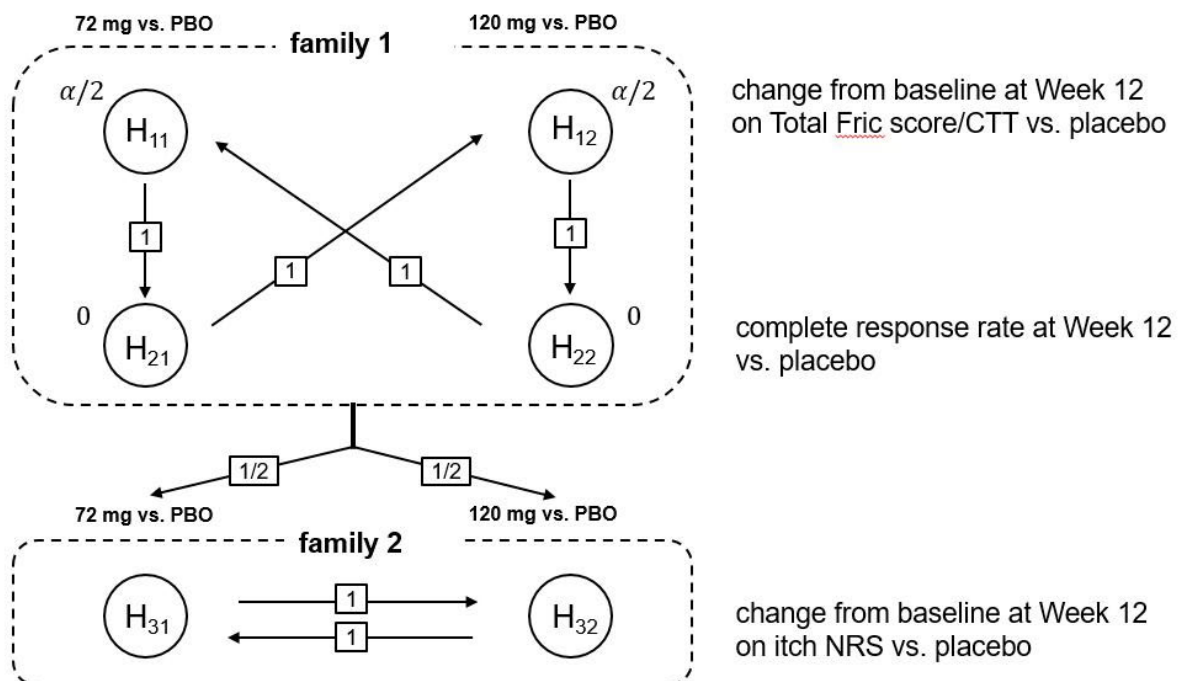 72 mg vs. PBO
120 mg vs. PBO
family 1
α/2
α/2
H11
H12
change from baseline at Week 12
on Total Fric score/CTT vs. placebo
1
1
1
1
0
0
H21
H22
complete response rate at Week 12
vs. placebo
1/2
1/2
72 mg vs. PBO
120 mg vs. PBO
family 2
H31
1
1
H32
change from baseline at Week 12
on itch NRS vs. placebo